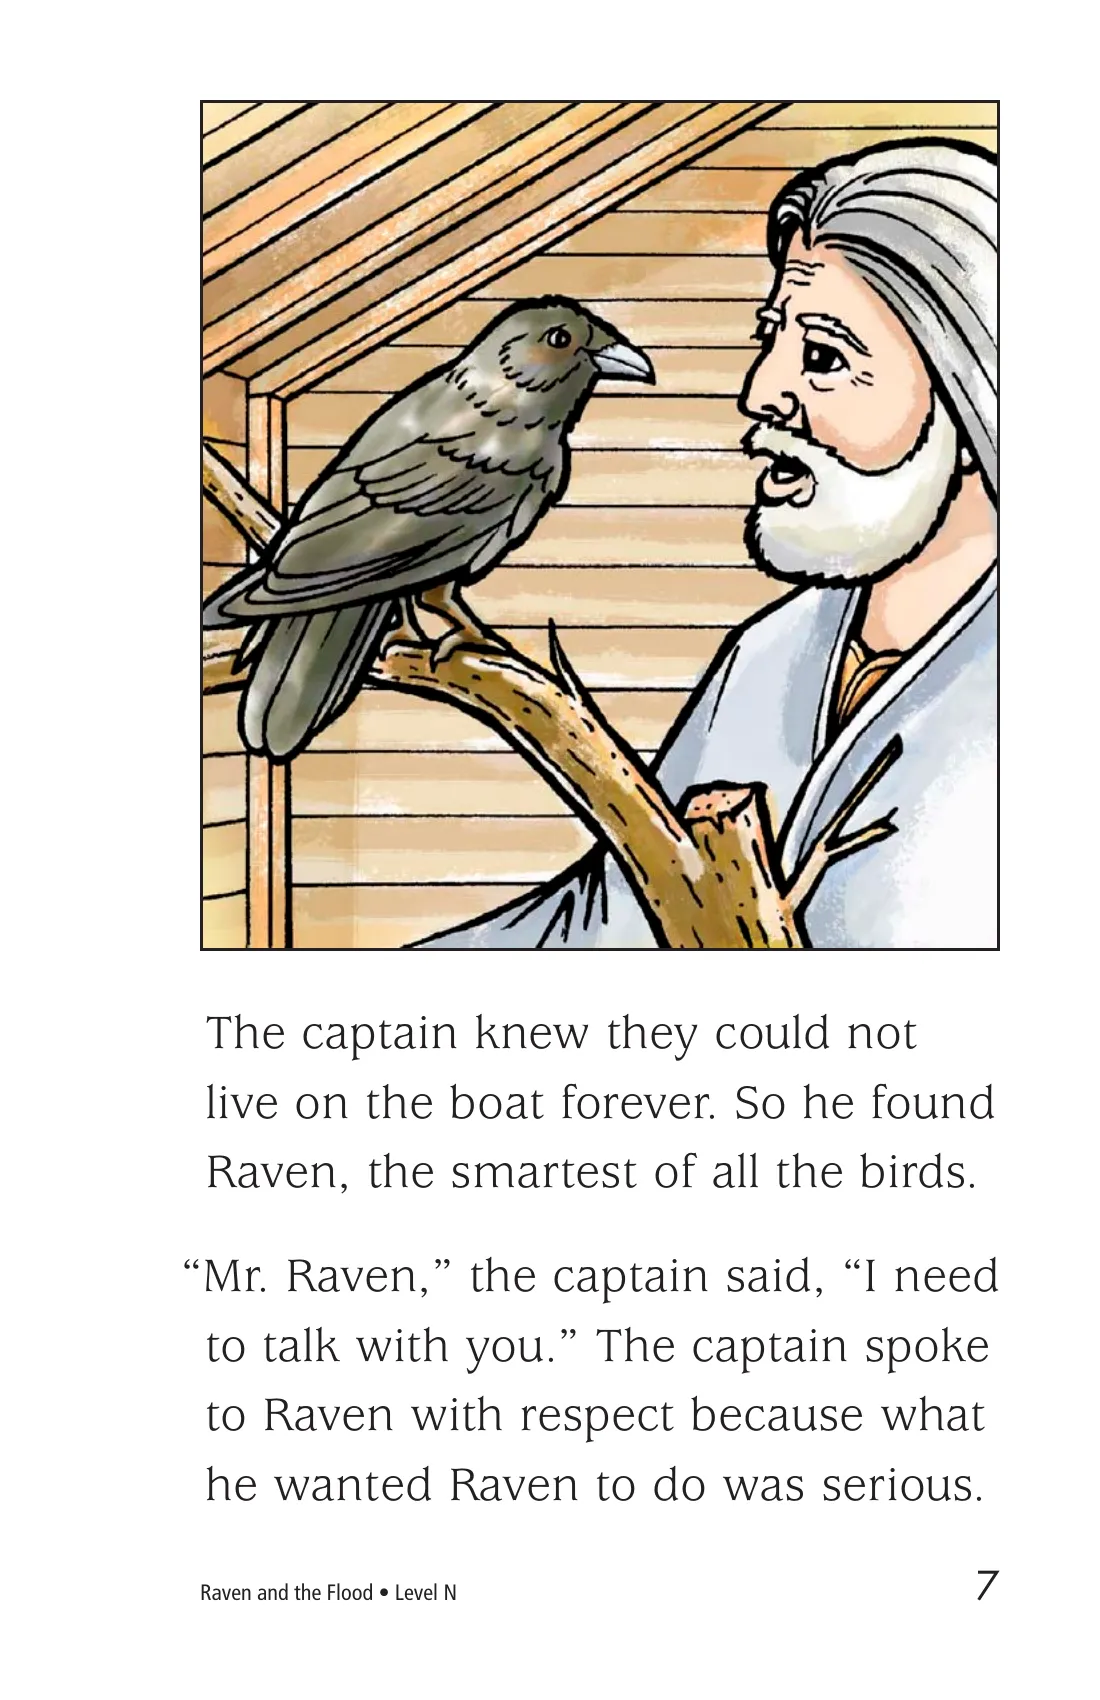 The captain knew they could not
live on the boat forever. So he found
Raven, the smartest of all the birds.
“Mr. Raven,” the captain said, “I need
to talk with you.” The captain spoke
to Raven with respect because what
he wanted Raven to do was serious.
Raven and the Flood • Level N
7